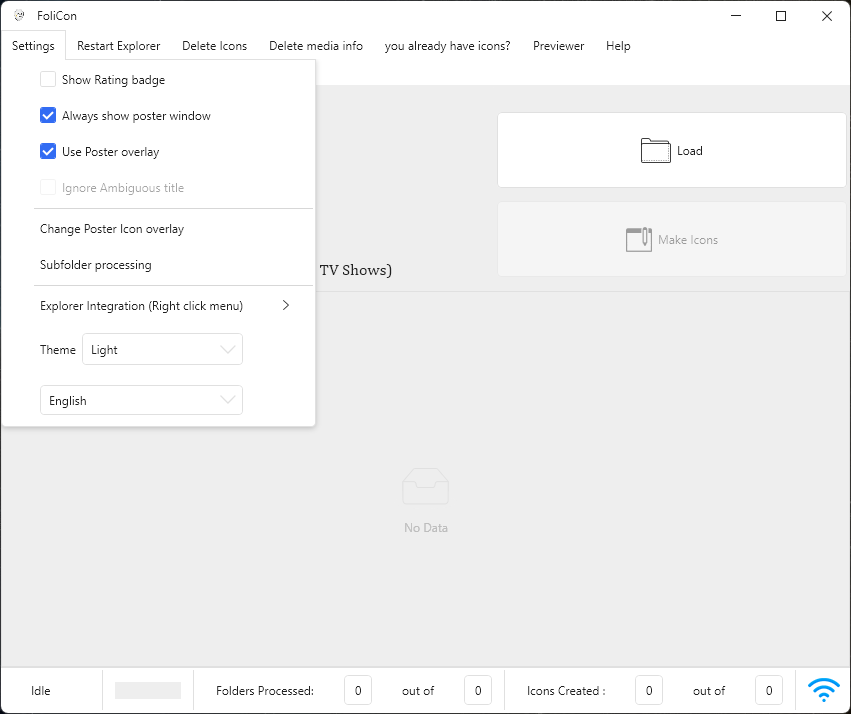 FoliCon
Settings Restart Explorer Delete Icons Delete media info you already have icons? Previewer Help
Show Rating badge
Always show poster window
Use Poster overlay
Ignore Ambiguous title
Change Poster Icon overlay
Subfolder processing
Explorer Integration (Right click menu)
Theme Light
English
Load
Make Icons
TV Shows)
No Data
Idle Folders Processed: 0 out of 0 Icons Created : 0 out of 0